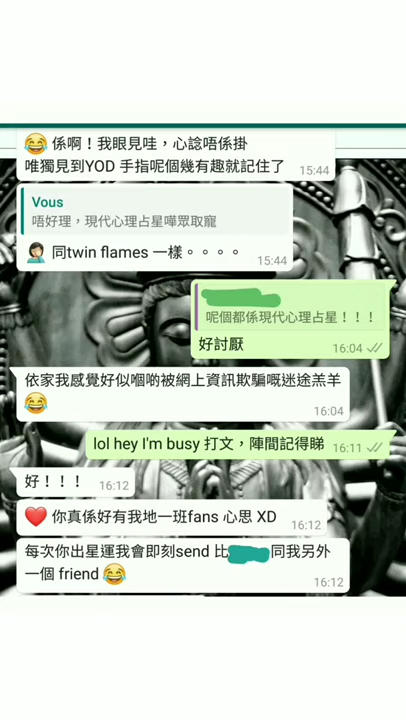 😂 係啊！我眼見哇，心諗唔係掛
唯獨見到YOD 手指呢個幾有趣就記住了
15:44
Vous
唔好理，現代心理占星嘩眾取寵
🤦🏻‍♀️ 同twin flames 一樣。。。。
15:44
呢個都係現代心理占星！！！
好討厭
16:04
依家我感覺好似嗰啲被網上資訊欺騙嘅迷途羔羊
😂
16:04
lol hey I'm busy 打文，陣間記得睇
16:11
好！！！
16:12
❤️ 你真係好有我地一班fans 心思 XD
16:12
每次你出星運我會即刻send 比 同我另外
一個 friend 😂
16:12